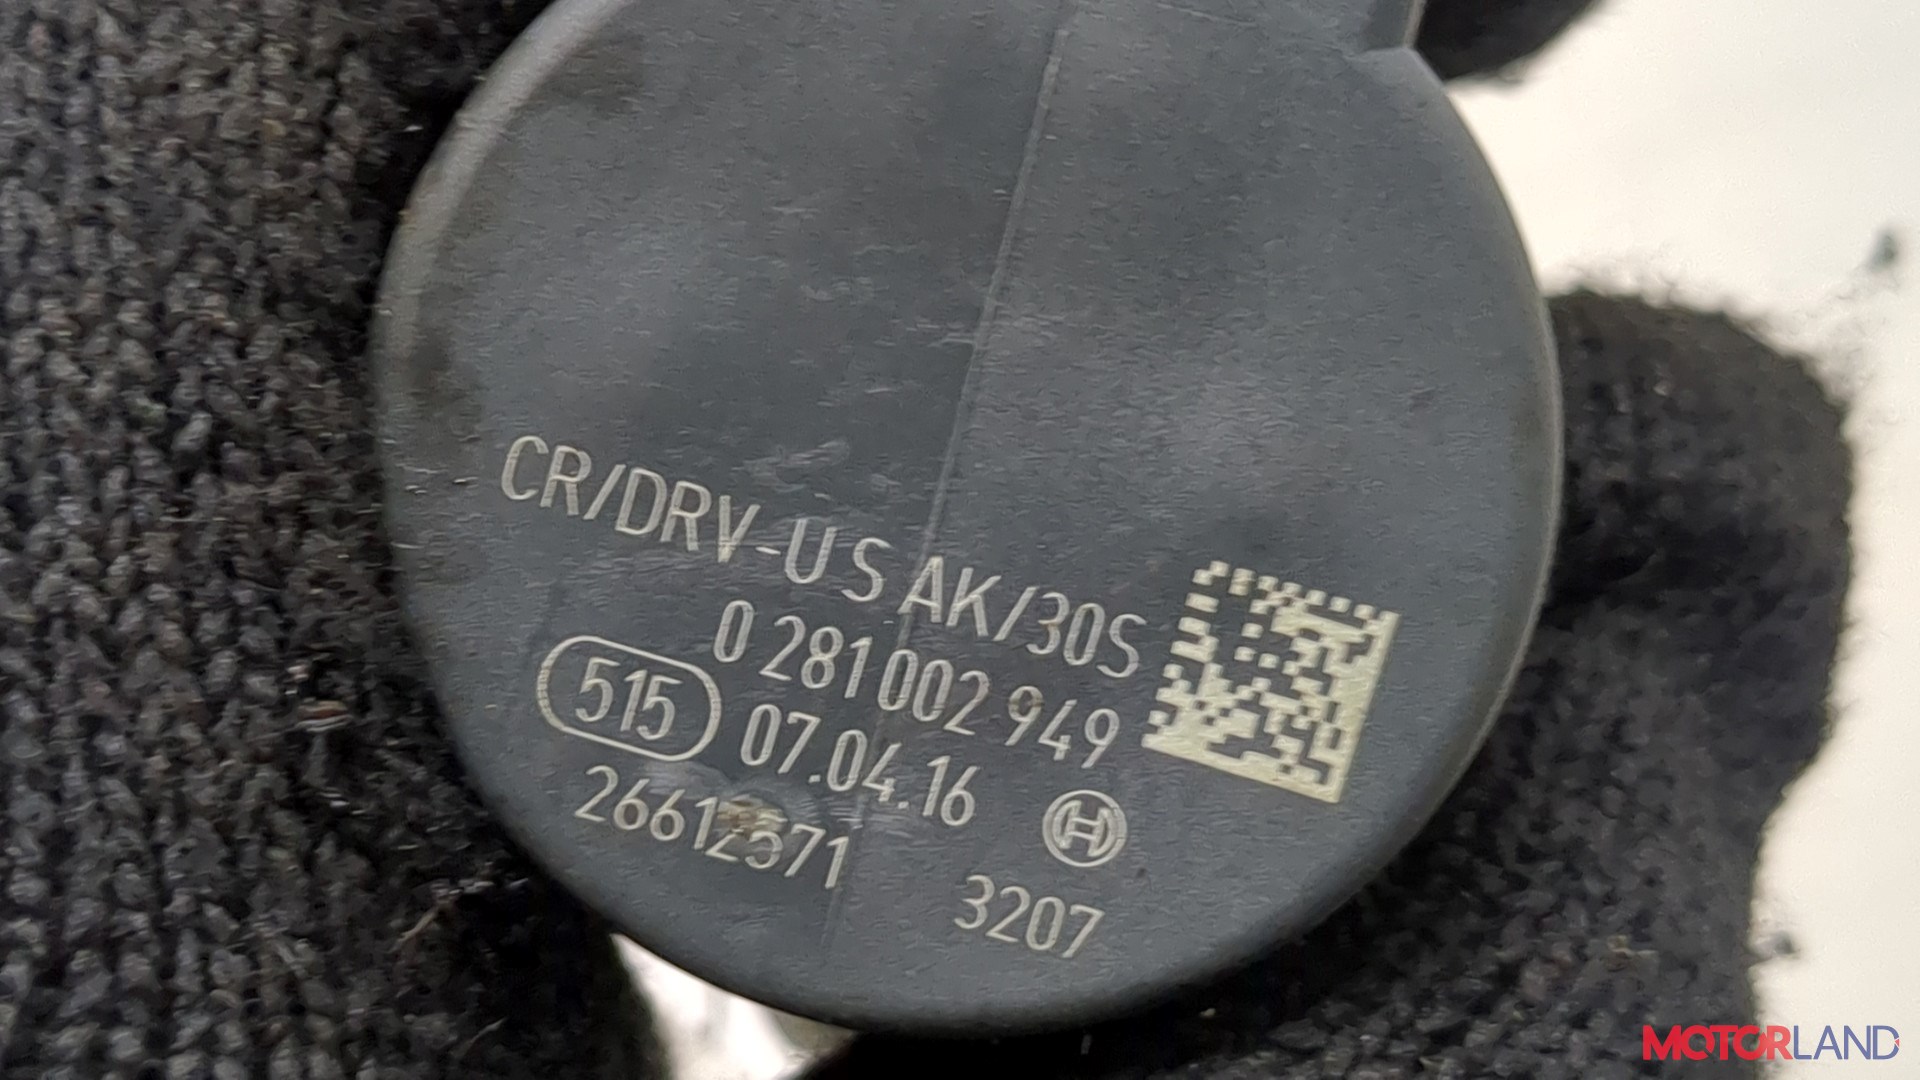 CR/DRV-U S AK/30S
0 281 002 949
515 07.04.16
26612571
3207
MOTORLAND